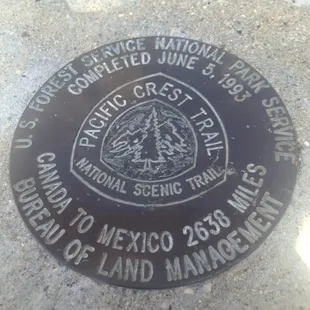 U.S. FOREST SERVICE NATIONAL PARK SERVICE
COMPLETED JUNE 5, 1993
PACIFIC CREST TRAIL
NATIONAL SCENIC TRAIL
CANADA TO MEXICO 2638 MILES
BUREAU OF LAND MANAGEMENT